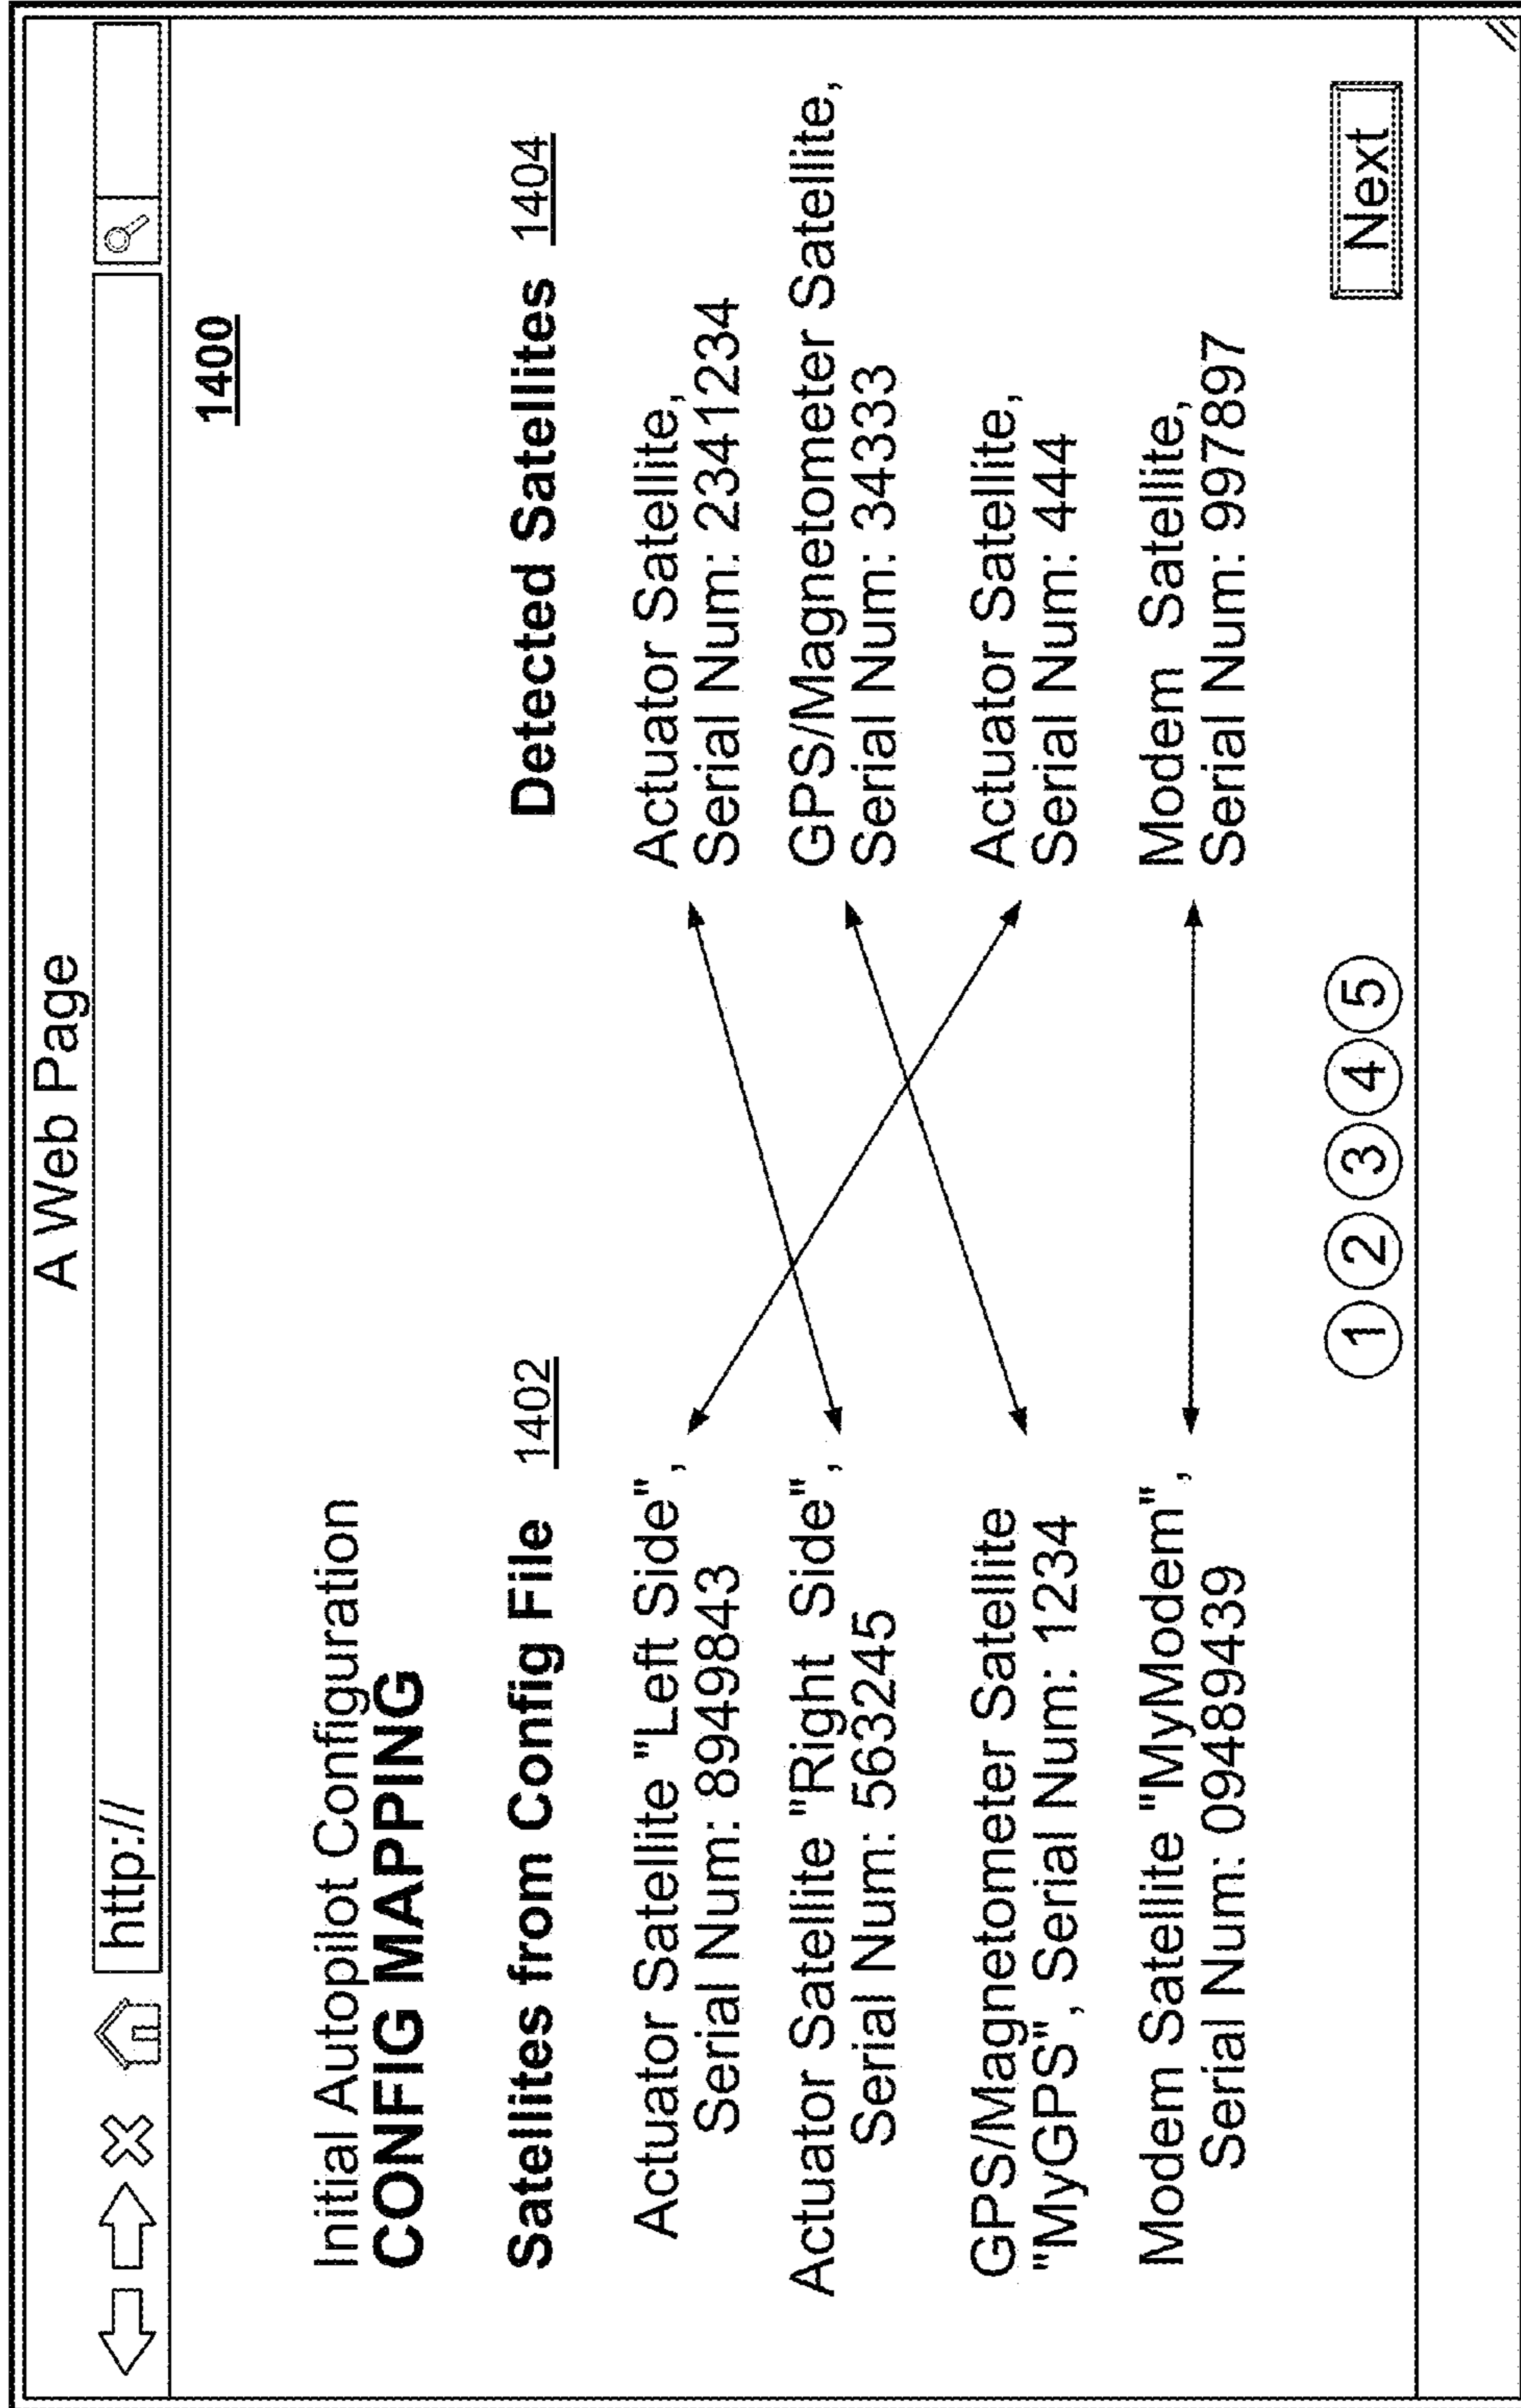 A Web Page
http://
1400
Initial Autopilot Configuration
CONFIG MAPPING
Satellites from Config File 1402
Detected Satellites 1404
Actuator Satellite "Left Side",
Serial Num: 8949843
Actuator Satellite,
Serial Num: 2341234
Actuator Satellite "Right Side",
Serial Num: 563245
GPS/Magnetometer Satellite,
Serial Num: 34333
GPS/Magnetometer Satellite
"MyGPS", Serial Num: 1234
Actuator Satellite,
Serial Num: 444
Modem Satellite "MyModem",
Serial Num: 09489439
Modem Satellite,
Serial Num: 997897
1 2 3 4 5
Next